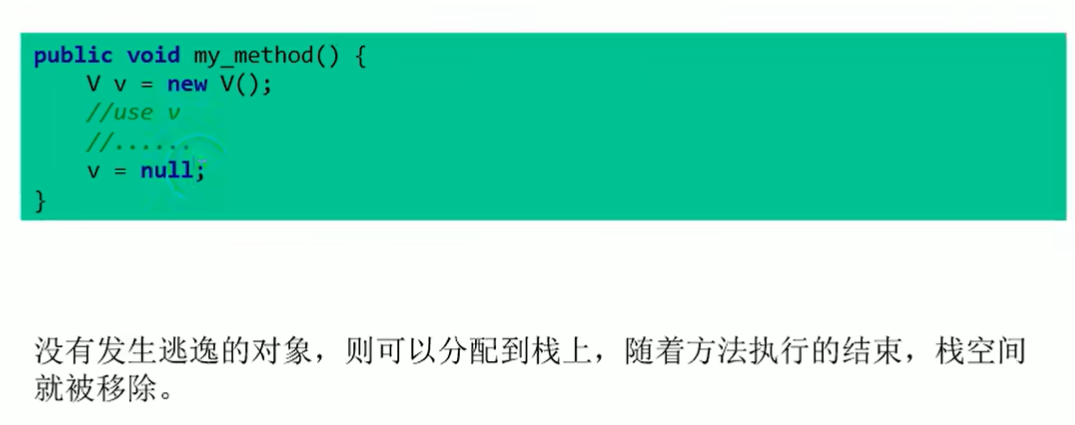 public void my_method() {
V v = new V();
//use v
//......
v = null;
}
没有发生逃逸的对象，则可以分配到栈上，随着方法执行的结束，栈空间
就被移除。